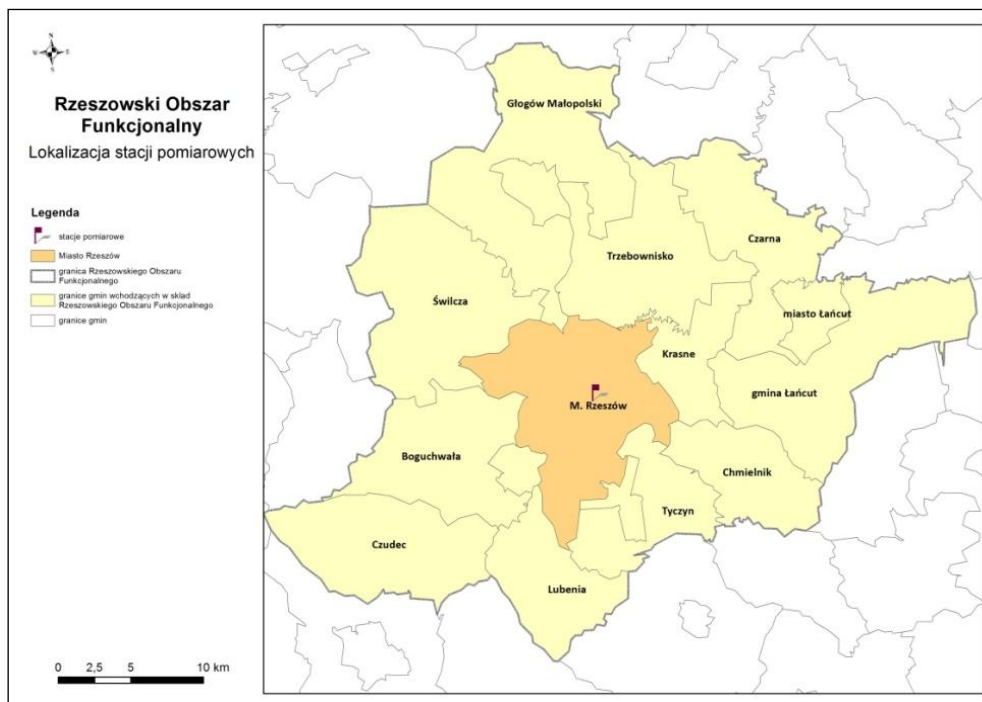 N
W E
S
Rzeszowski Obszar
Funkcjonalny
Lokalizacja stacji pomiarowych
Legenda
stacje pomiarowe
Miasto Rzeszów
granica Rzeszowskiego Obszaru
Funkcjonalnego
granice gmin wchodzących w skład
Rzeszowskiego Obszaru Funkcjonalnego
granice gmin
0 2,5 5 10 km
Głogów Małopolski
Czarna
Trzebownisko
Świlcza
miasto Łańcut
Krasne
gmina Łańcut
M. Rzeszów
Boguchwała
Chmielnik
Tyczyn
Czudec
Lubenia